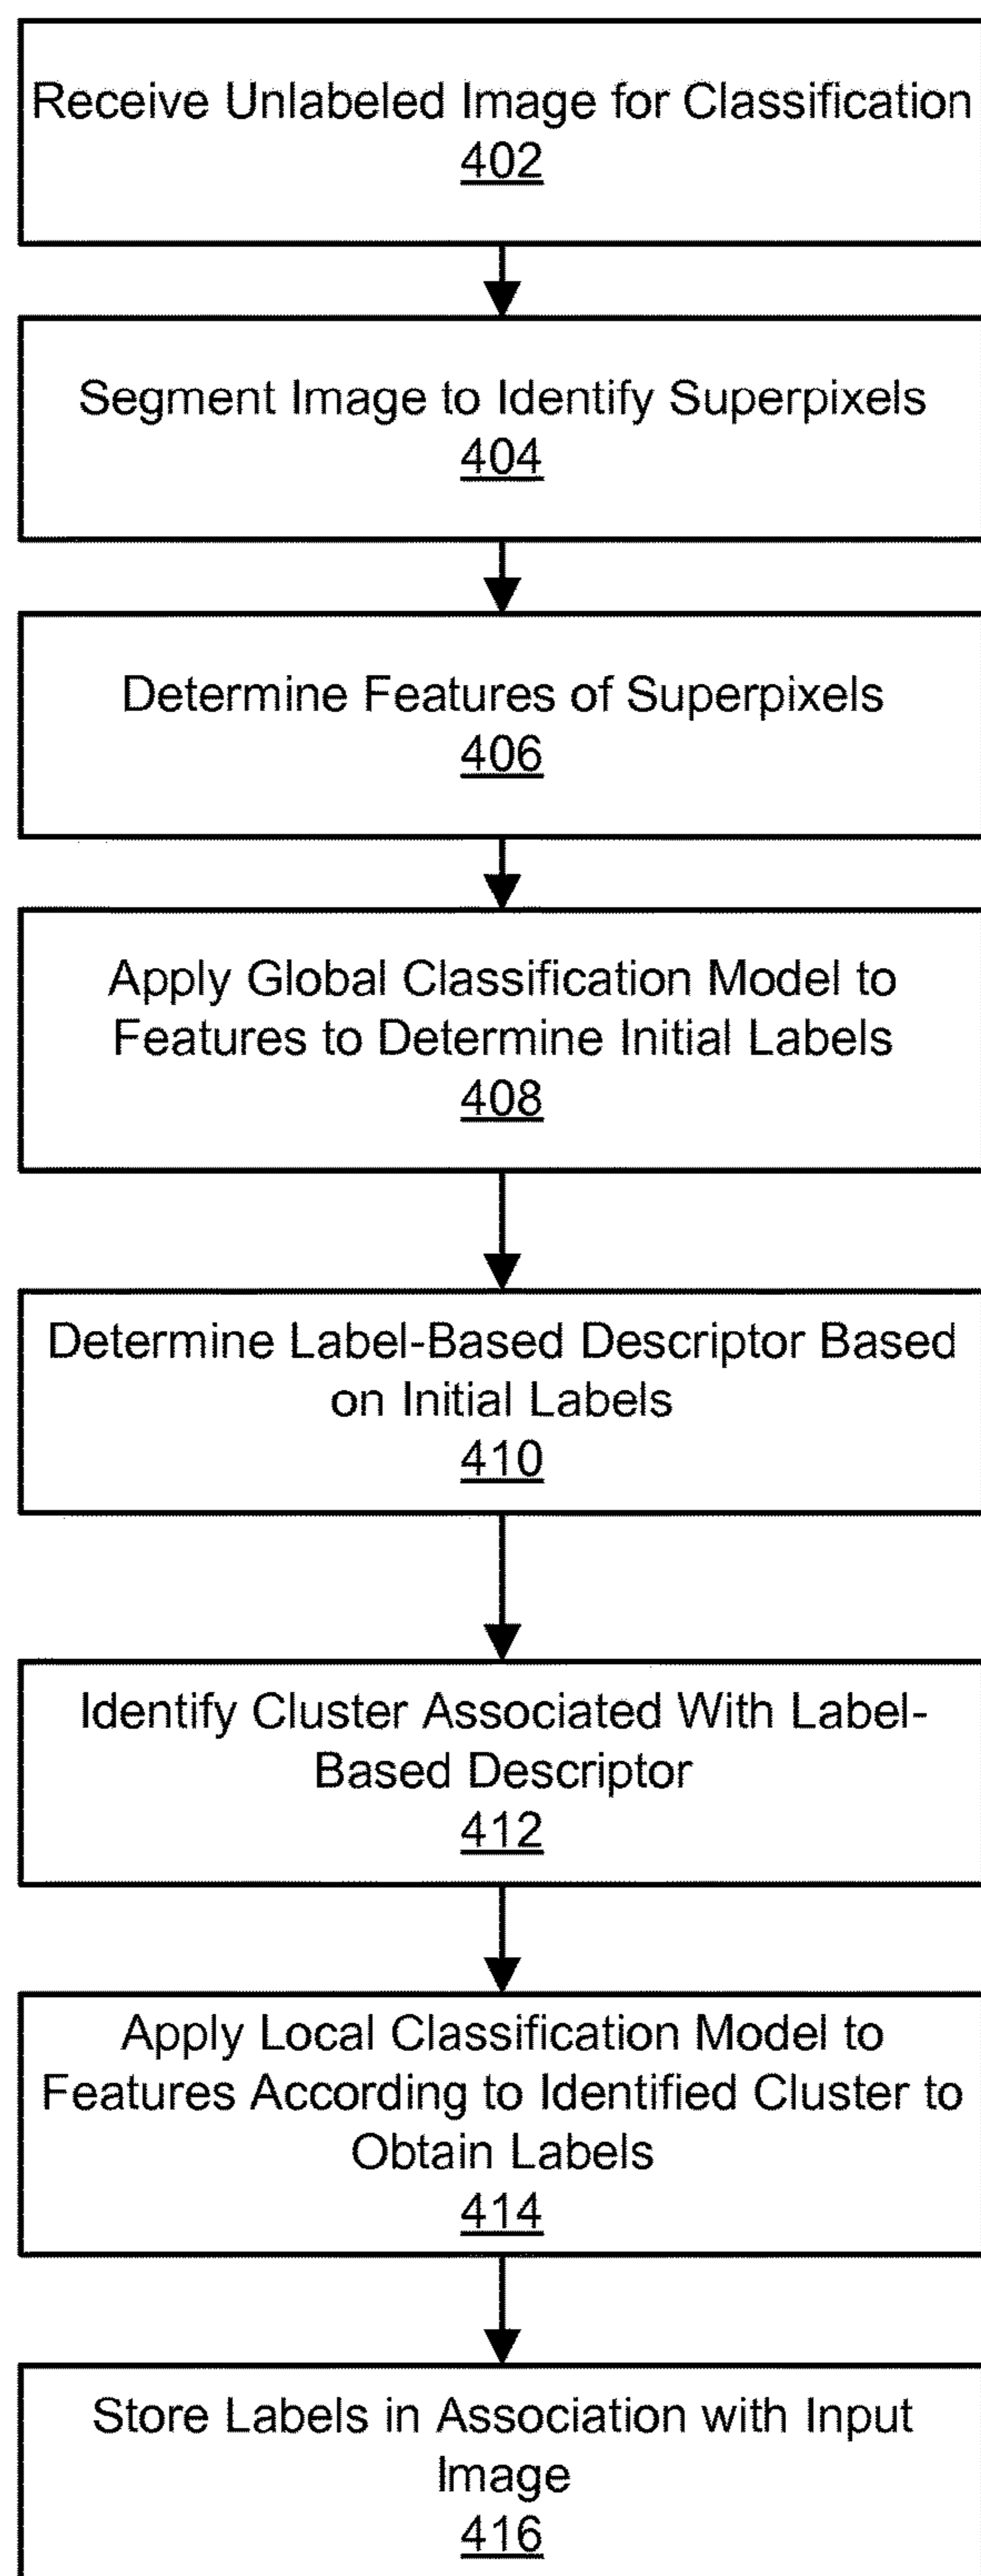 Receive Unlabeled Image for Classification
402
Segment Image to Identify Superpixels
404
Determine Features of Superpixels
406
Apply Global Classification Model to
Features to Determine Initial Labels
408
Determine Label-Based Descriptor Based
on Initial Labels
410
Identify Cluster Associated With Label-
Based Descriptor
412
Apply Local Classification Model to
Features According to Identified Cluster to
Obtain Labels
414
Store Labels in Association with Input
Image
416